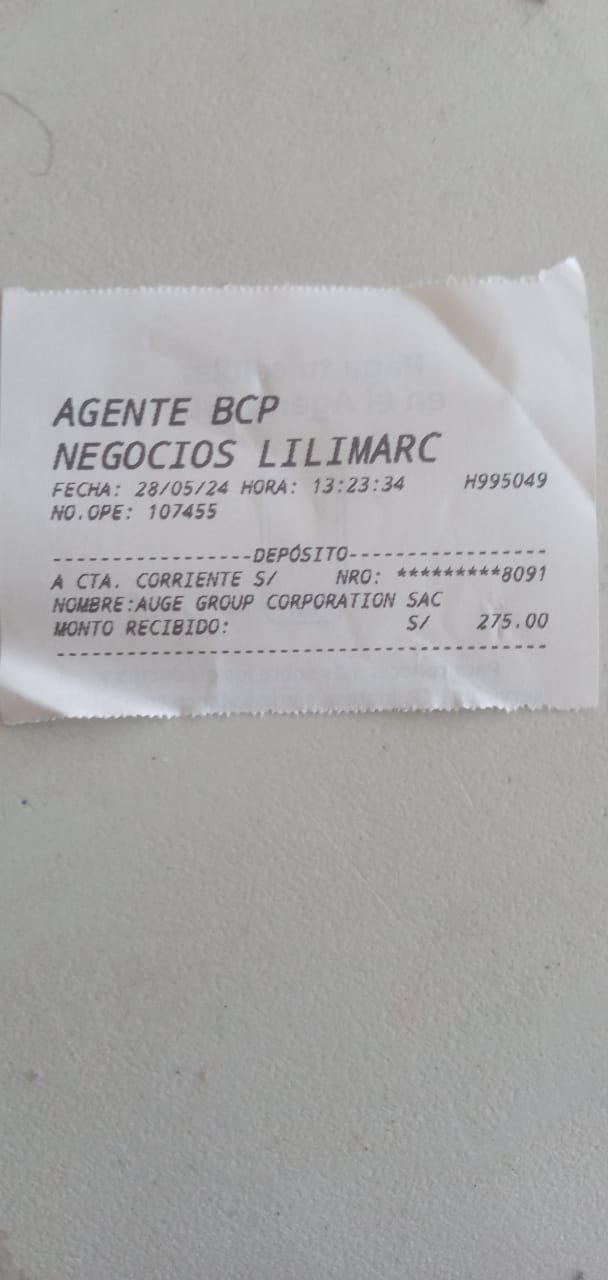 AGENTE BCP
NEGOCIOS LILIMARC
FECHA: 28/05/24 HORA: 13:23:34 H995049
NO.OPE: 107455
------------------DEPÓSITO------------------
A CTA. CORRIENTE S/ NRO: *********8091
NOMBRE:AUGE GROUP CORPORATION SAC
MONTO RECIBIDO: S/ 275.00
---------------------------------------------